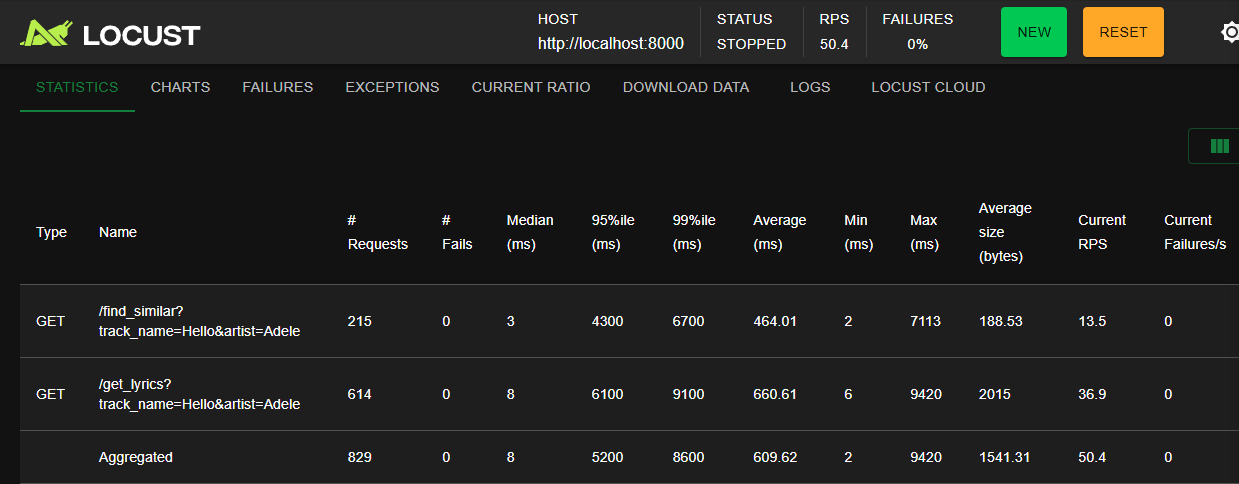 LOCUST
HOST
http://localhost:8000
STATUS
STOPPED
RPS
50.4
FAILURES
0%
NEW
RESET
STATISTICS CHARTS FAILURES EXCEPTIONS CURRENT RATIO DOWNLOAD DATA LOGS LOCUST CLOUD
Type
Name
#
Requests
#
Fails
Median
(ms)
95%ile
(ms)
99%ile
(ms)
Average
(ms)
Min
(ms)
Max
(ms)
Average
size
(bytes)
Current
RPS
Current
Failures/s
GET
/find_similar?
track_name=Hello&artist=Adele
215 0 3 4300 6700 464.01 2 7113 188.53 13.5 0
GET
/get_lyrics?
track_name=Hello&artist=Adele
614 0 8 6100 9100 660.61 6 9420 2015 36.9 0
Aggregated 829 0 8 5200 8600 609.62 2 9420 1541.31 50.4 0